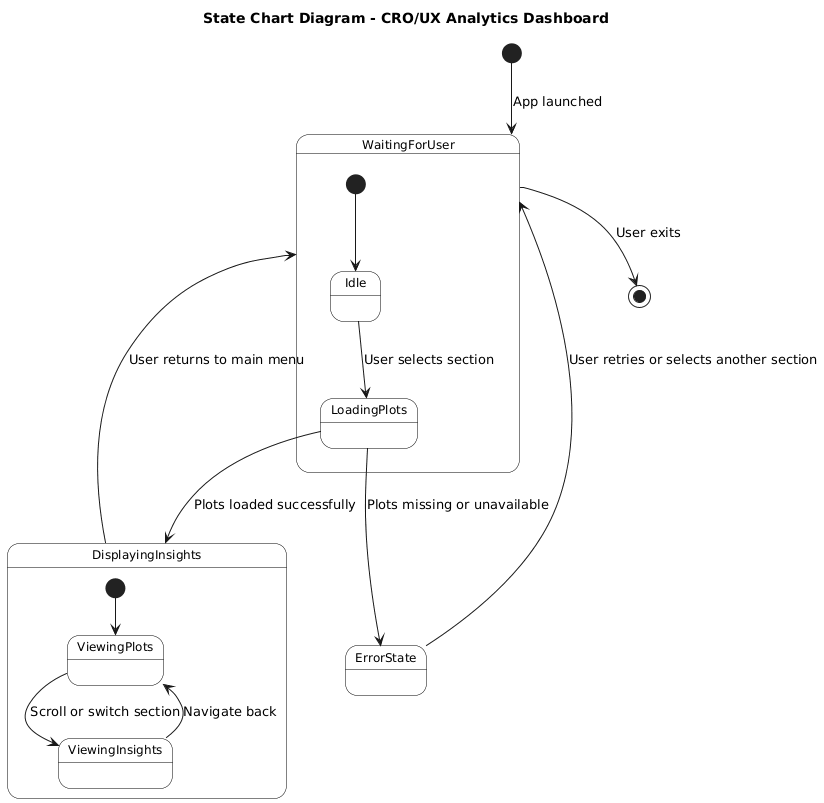 State Chart Diagram - CRO/UX Analytics Dashboard
App launched
WaitingForUser
User exits
Idle
User returns to main menu
User selects section
User retries or selects another section
LoadingPlots
Plots loaded successfully
Plots missing or unavailable
DisplayingInsights
ViewingPlots
ErrorState
Scroll or switch section
Navigate back
ViewingInsights